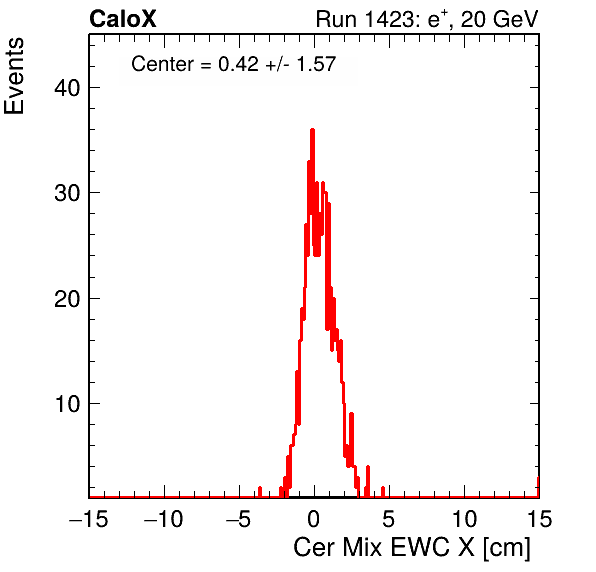 CaloX Run 1423: e+, 20 GeV
Center = 0.42 +/- 1.57
Events
40
30
20
10
−15 −10 −5 0 5 10 15
Cer Mix EWC X [cm]